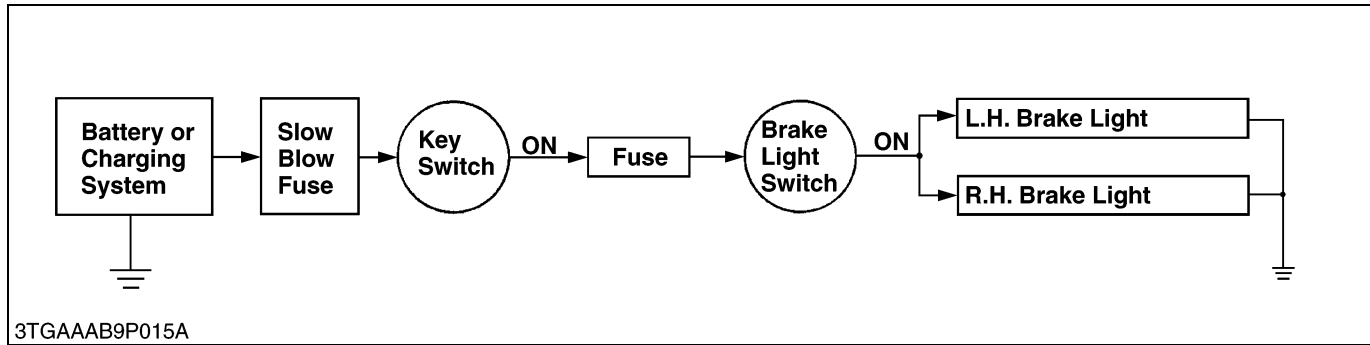 Battery or
Charging
System
Slow
Blow
Fuse
Key
Switch
ON
Fuse
Brake
Light
Switch
ON
L.H. Brake Light
R.H. Brake Light
3TGAAAB9P015A